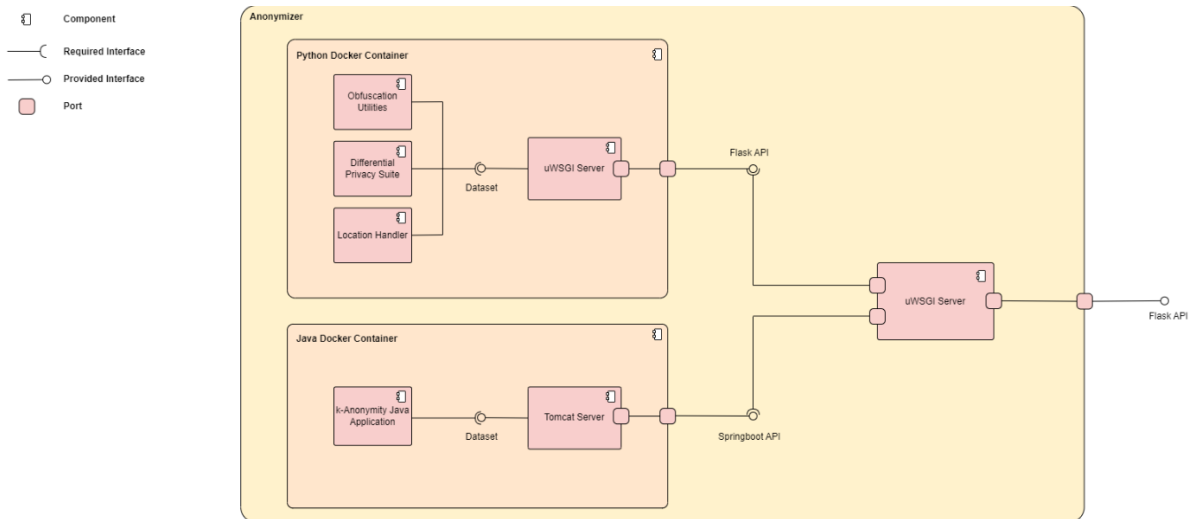 Component
Required Interface
Provided Interface
Port
Anonymizer
Python Docker Container
Obfuscation
Utilities
Differential
Privacy Suite
Location Handler
Dataset
uWSGI Server
Flask API
Java Docker Container
k-Anonymity Java
Application
Dataset
Tomcat Server
Springboot API
uWSGI Server
Flask API